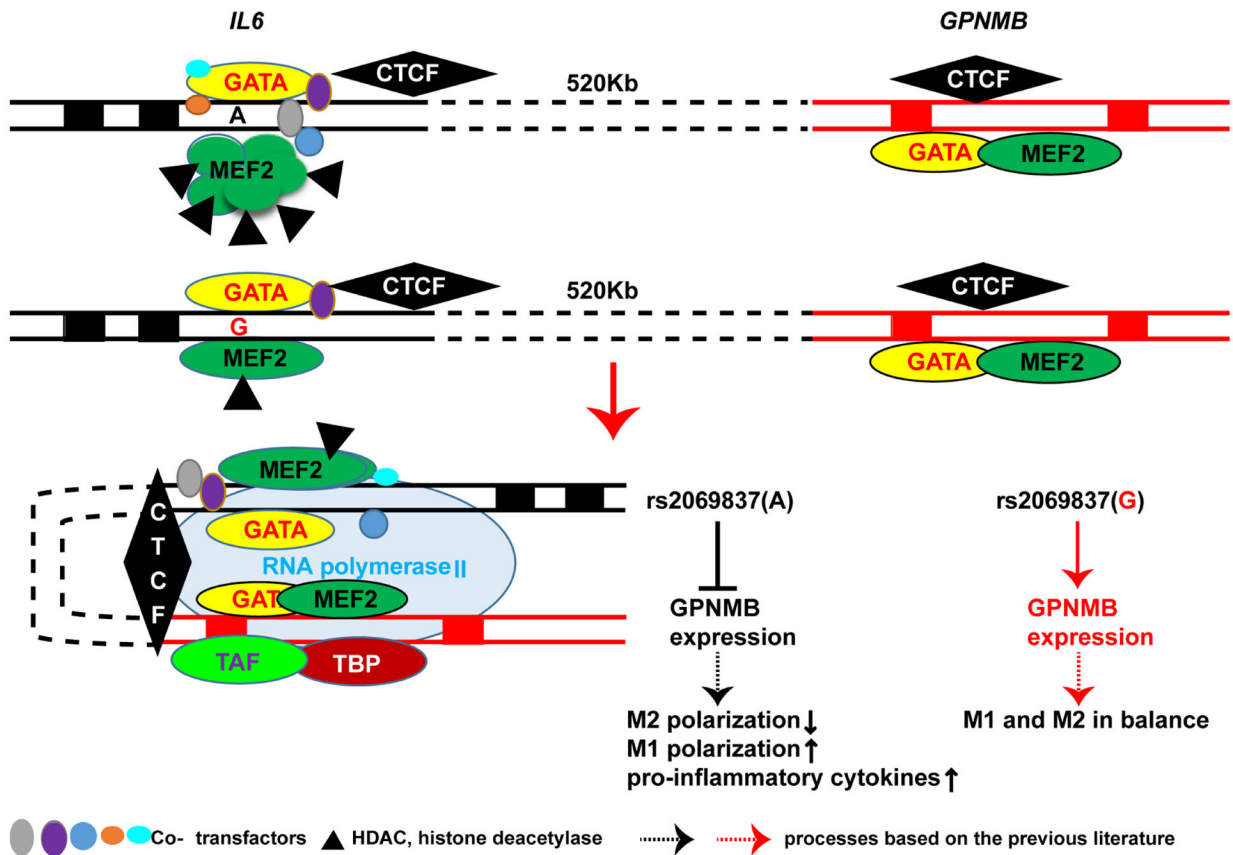 IL6
GPNMB
GATA
CTCF
520Kb
CTCF
A
MEF2
GATA
MEF2
GATA
CTCF
520Kb
CTCF
G
MEF2
GATA
MEF2
MEF2
CTCF
GATA
RNA polymerase II
GAT
MEF2
TAF
TBP
rs2069837(A)
rs2069837(G)
GPNMB
expression
GPNMB
expression
M2 polarization↓
M1 polarization↑
pro-inflammatory cytokines↑
M1 and M2 in balance
Co- transfactors
HDAC, histone deacetylase
processes based on the previous literature